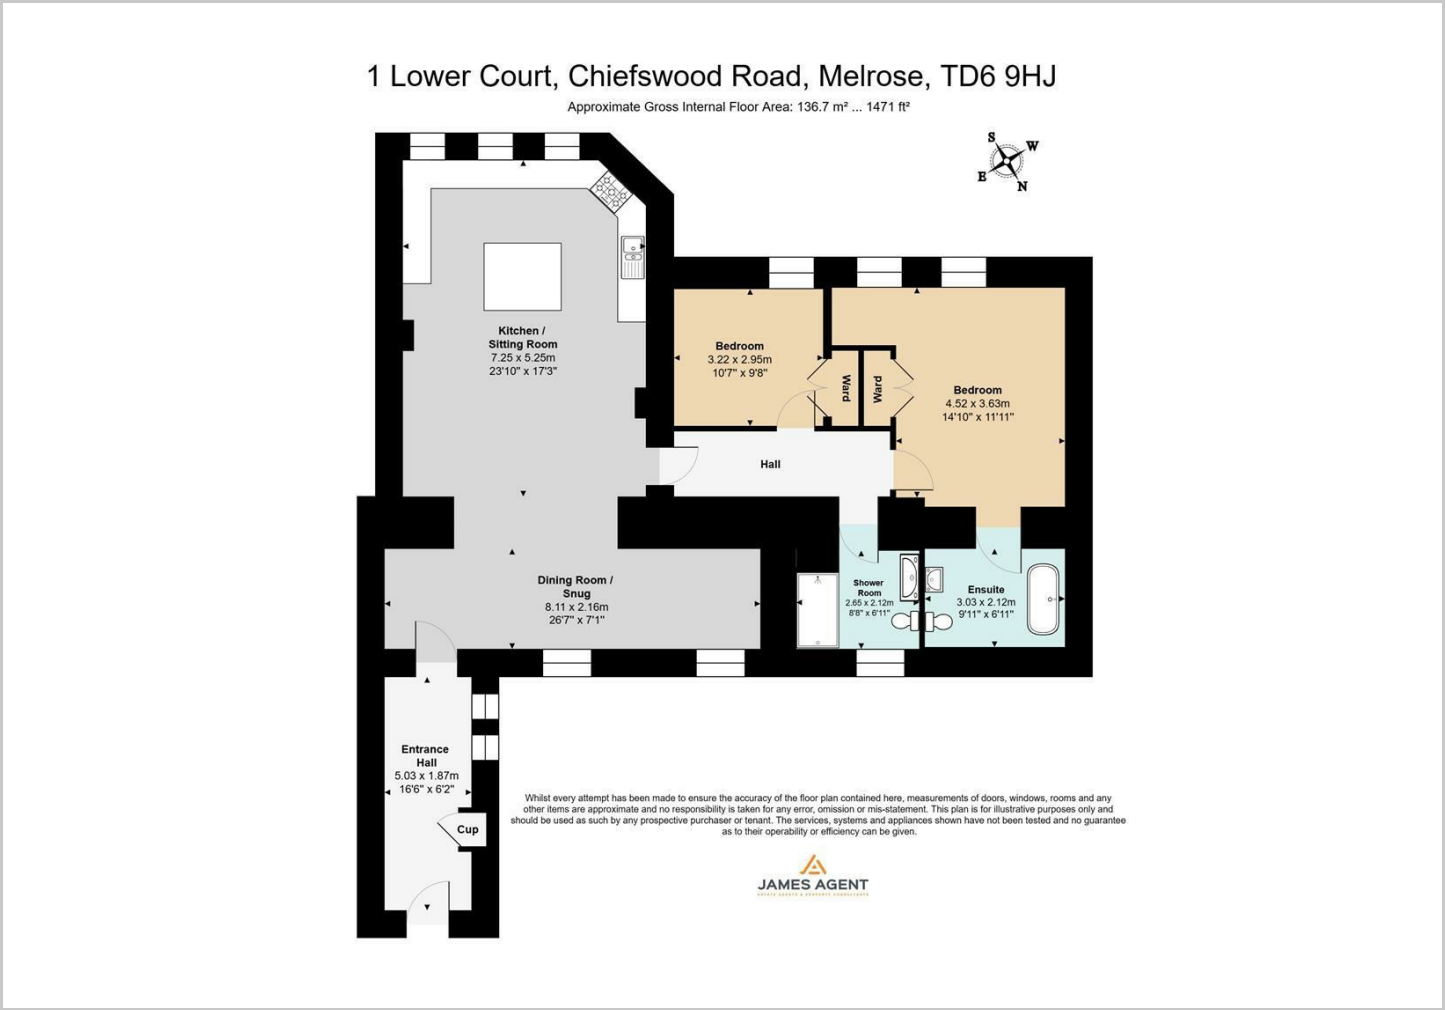 1 Lower Court, Chiefswood Road, Melrose, TD6 9HJ
Approximate Gross Internal Floor Area: 136.7 m² ... 1471 ft²
S
W
E
N
Kitchen /
Sitting Room
7.25 x 5.25m
23'10" x 17'3"
Bedroom
3.22 x 2.95m
10'7" x 9'8"
Ward
Ward
Bedroom
4.52 x 3.63m
14'10" x 11'11"
Hall
Dining Room /
Snug
8.11 x 2.16m
26'7" x 7'1"
Shower
Room
2.65 x 2.12m
8'8" x 6'11"
Ensuite
3.03 x 2.12m
9'11" x 6'11"
Entrance
Hall
5.03 x 1.87m
16'6" x 6'2"
Cup
Whilst every attempt has been made to ensure the accuracy of the floor plan contained here, measurements of doors, windows, rooms and any
other items are approximate and no responsibility is taken for any error, omission or mis-statement. This plan is for illustrative purposes only and
should be used as such by any prospective purchaser or tenant. The services, systems and appliances shown have not been tested and no guarantee
as to their operability or efficiency can be given.
JAMES AGENT
ESTATE AGENTS & PROPERTY CONSULTANTS